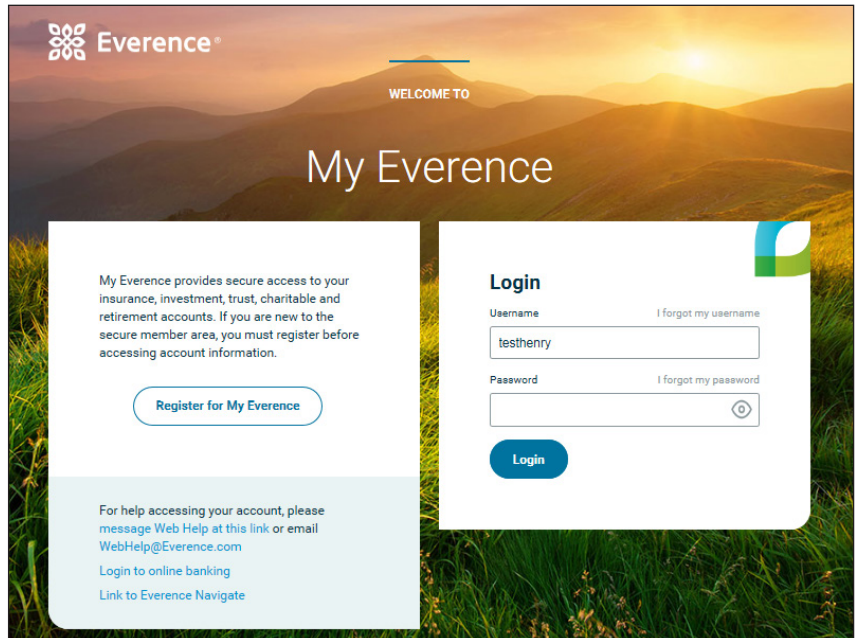 Everence®
WELCOME TO
My Everence
My Everence provides secure access to your
insurance, investment, trust, charitable and
retirement accounts. If you are new to the
secure member area, you must register before
accessing account information.
Register for My Everence
For help accessing your account, please
message Web Help at this link or email
WebHelp@Everence.com
Login to online banking
Link to Everence Navigate
Login
Username I forgot my username
testhenry
Password I forgot my password
Login